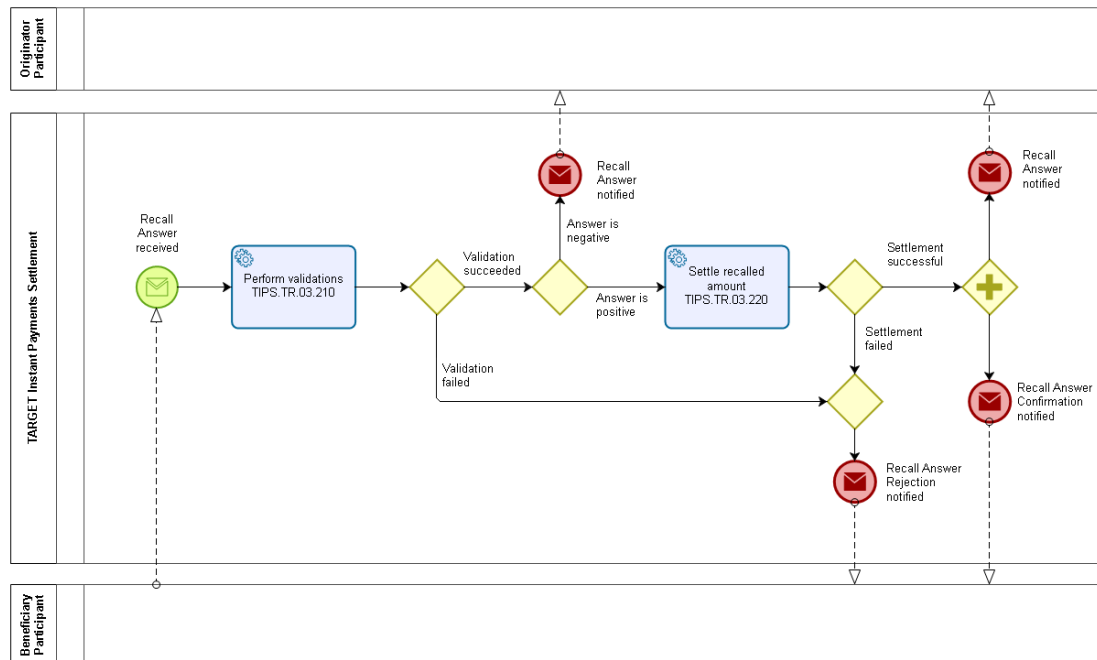 Originator
Participant
TARGET Instant Payments Settlement
Recall
Answer
notified
Recall
Answer
notified
Recall
Answer
received
Answer is
negative
Validation
succeeded
Settlement
successful
Perform validations
TIPS.TR.03.210
Settle recalled
amount
TIPS.TR.03.220
Answer is
positive
Settlement
failed
Validation
failed
Recall Answer
Confirmation
notified
Recall Answer
Rejection
notified
Beneficiary
Participant